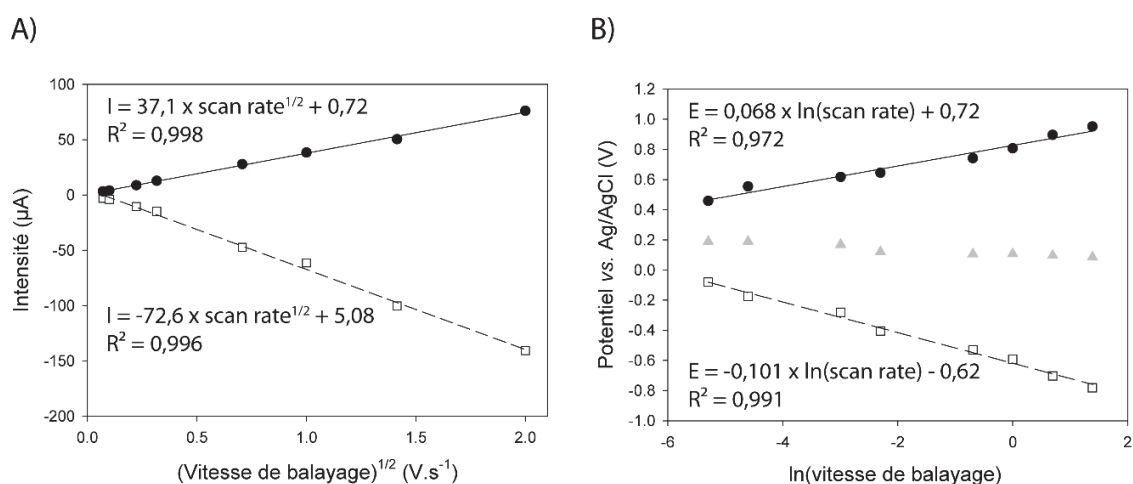 A)
I = 37,1 x scan rate^1/2 + 0,72
R² = 0,998
I = -72,6 x scan rate^1/2 + 5,08
R² = 0,996
Intensité (µA)
100
50
0
-50
-100
-150
-200
0.0 0.5 1.0 1.5 2.0
(Vitesse de balayage)^1/2 (V.s⁻¹)
B)
E = 0,068 x ln(scan rate) + 0,72
R² = 0,972
E = -0,101 x ln(scan rate) - 0,62
R² = 0,991
Potentiel vs. Ag/AgCl (V)
1.2
1.0
0.8
0.6
0.4
0.2
0.0
-0.2
-0.4
-0.6
-0.8
-1.0
-6 -4 -2 0 2
ln(vitesse de balayage)